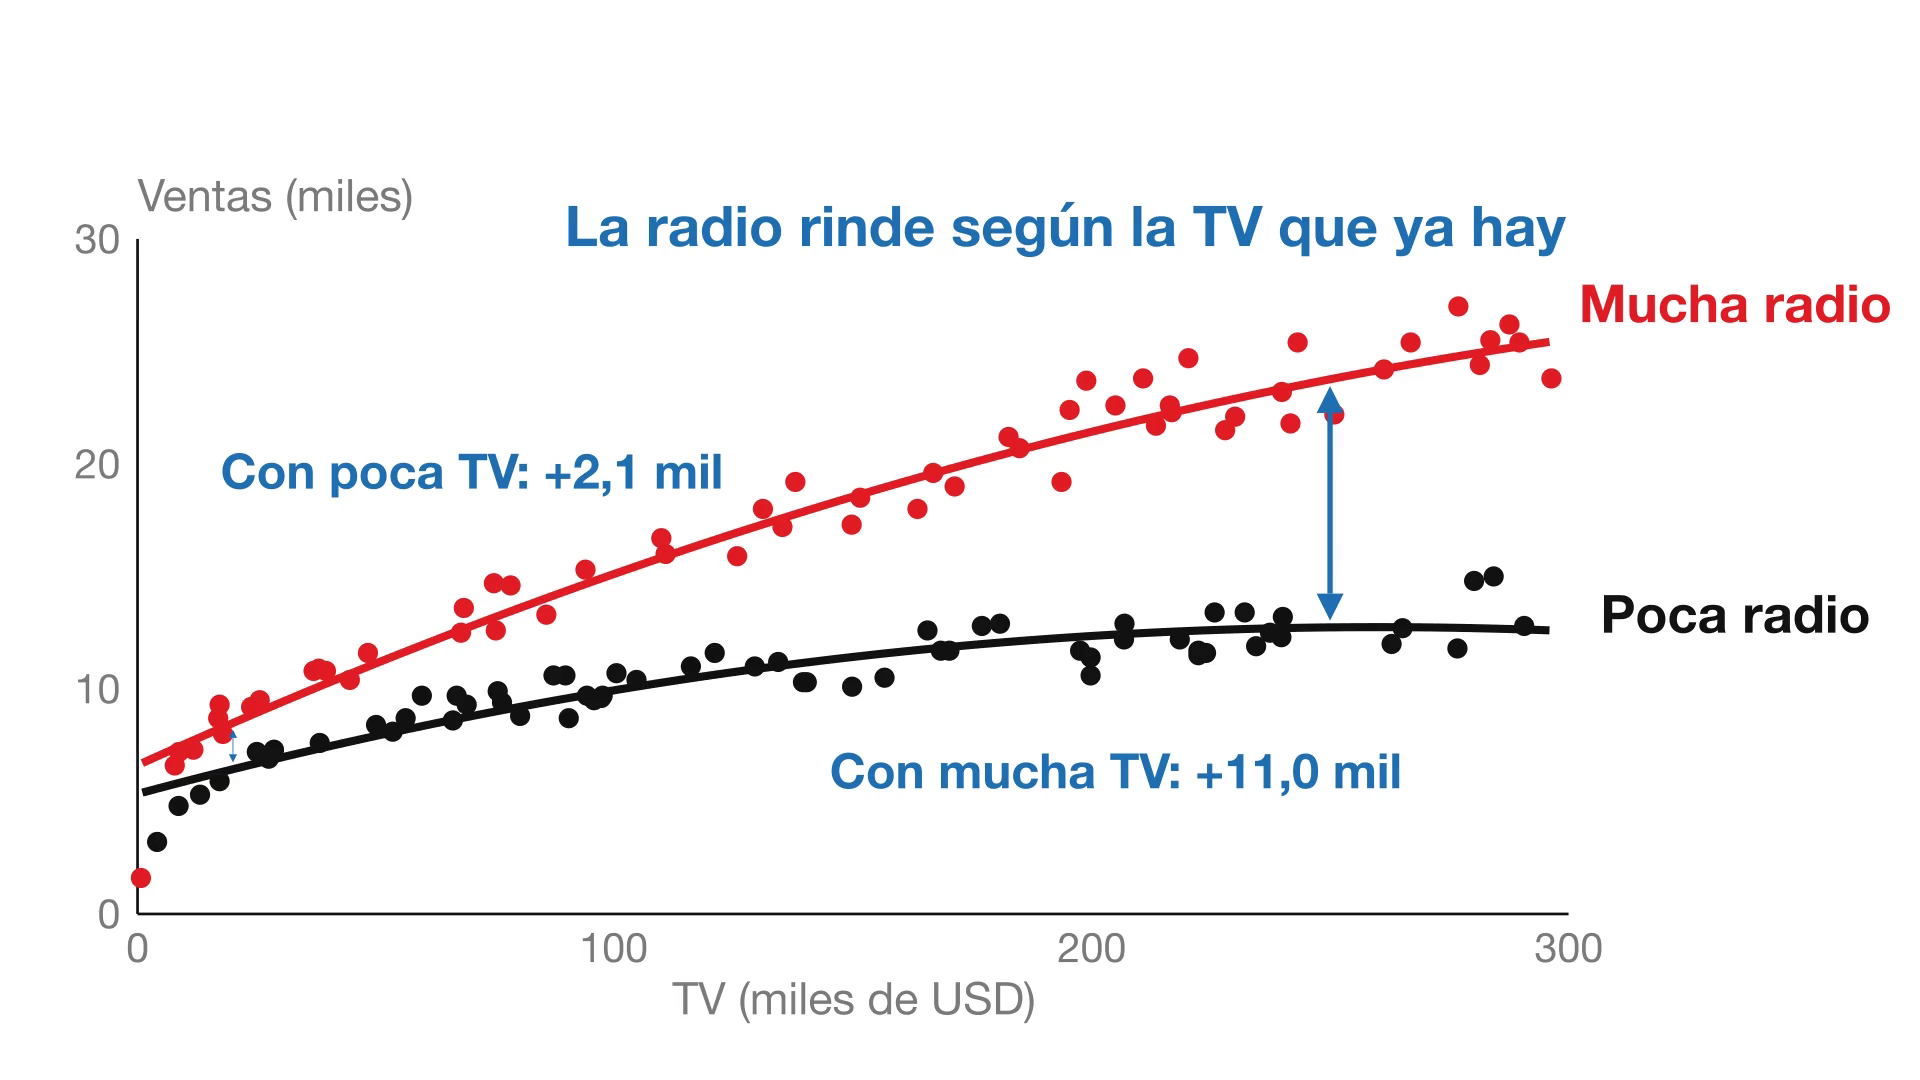 Ventas (miles)
La radio rinde según la TV que ya hay
30
Mucha radio
20
Con poca TV: +2,1 mil
Poca radio
10
Con mucha TV: +11,0 mil
0
0 100 200 300
TV (miles de USD)